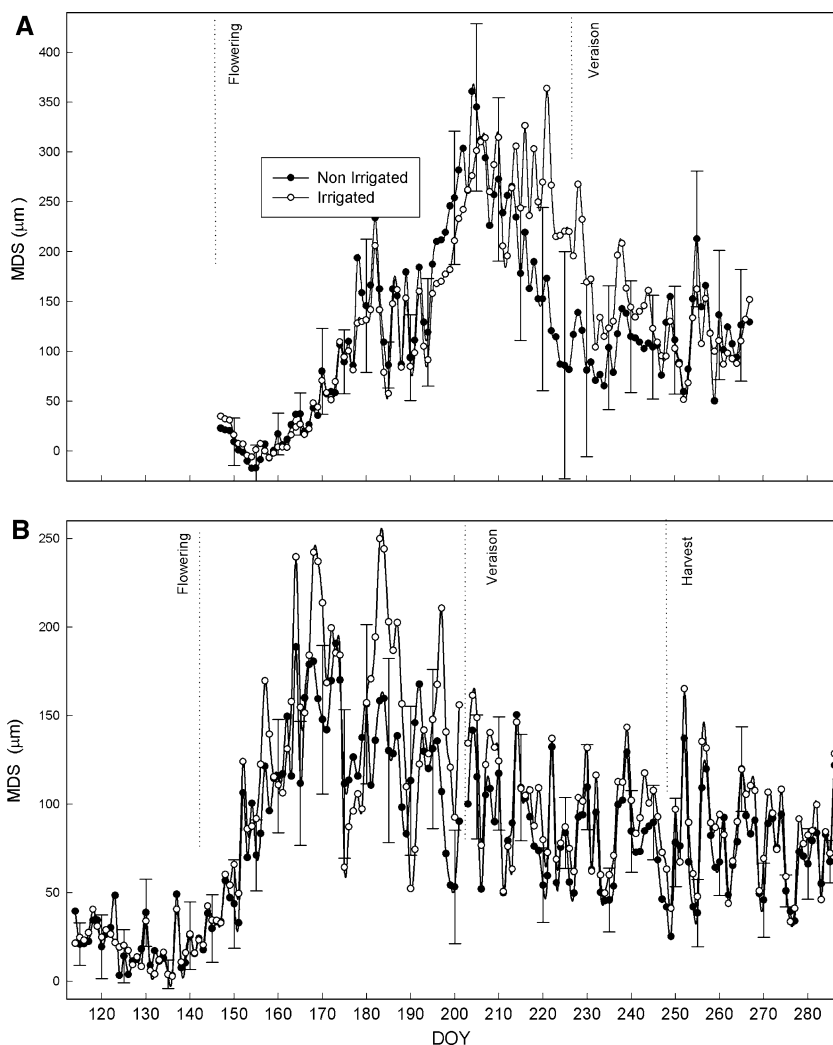 A
Flowering
Veraison
400
350
300
250
200
150
100
50
0
MDS (µm)
Non Irrigated
Irrigated
B
Flowering
Veraison
Harvest
250
200
150
100
50
0
MDS (µm)
120 130 140 150 160 170 180 190 200 210 220 230 240 250 260 270 280
DOY